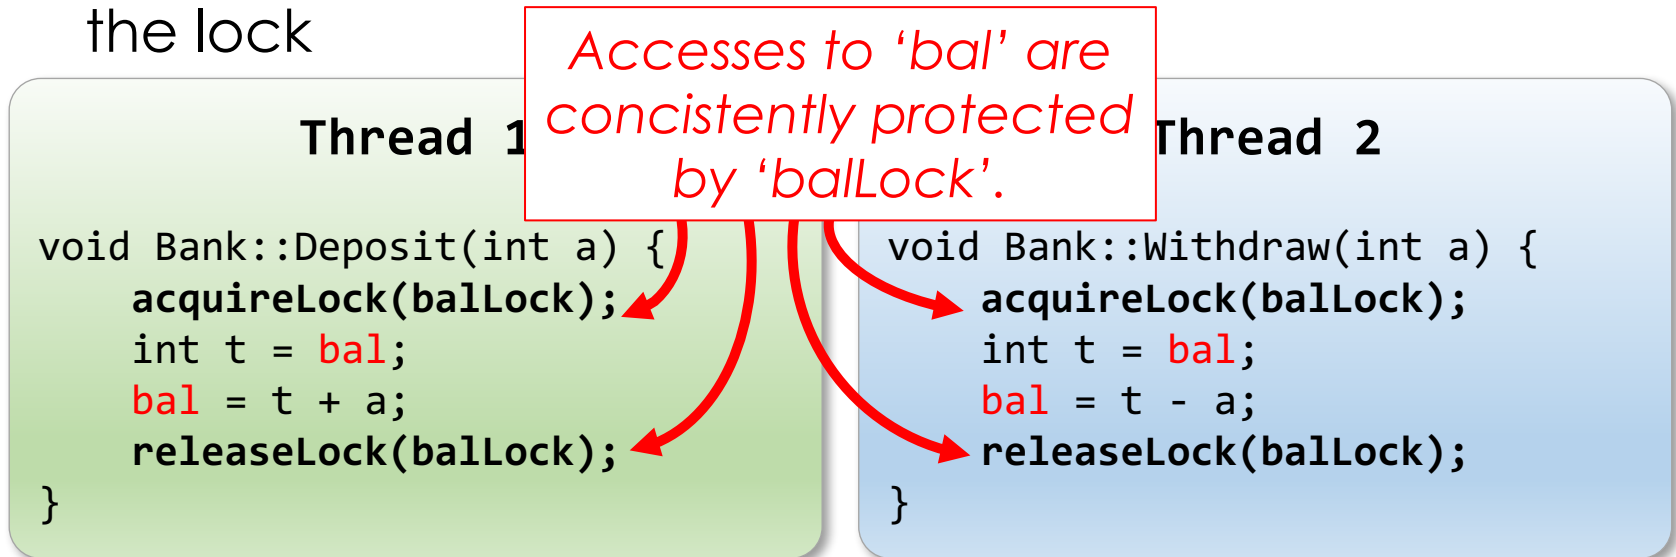 the lock
Accesses to ‘bal’ are
concistently protected
by ‘balLock’.
Thread 1
void Bank::Deposit(int a) {
acquireLock(balLock);
int t = bal;
bal = t + a;
releaseLock(balLock);
}
Thread 2
void Bank::Withdraw(int a) {
acquireLock(balLock);
int t = bal;
bal = t - a;
releaseLock(balLock);
}